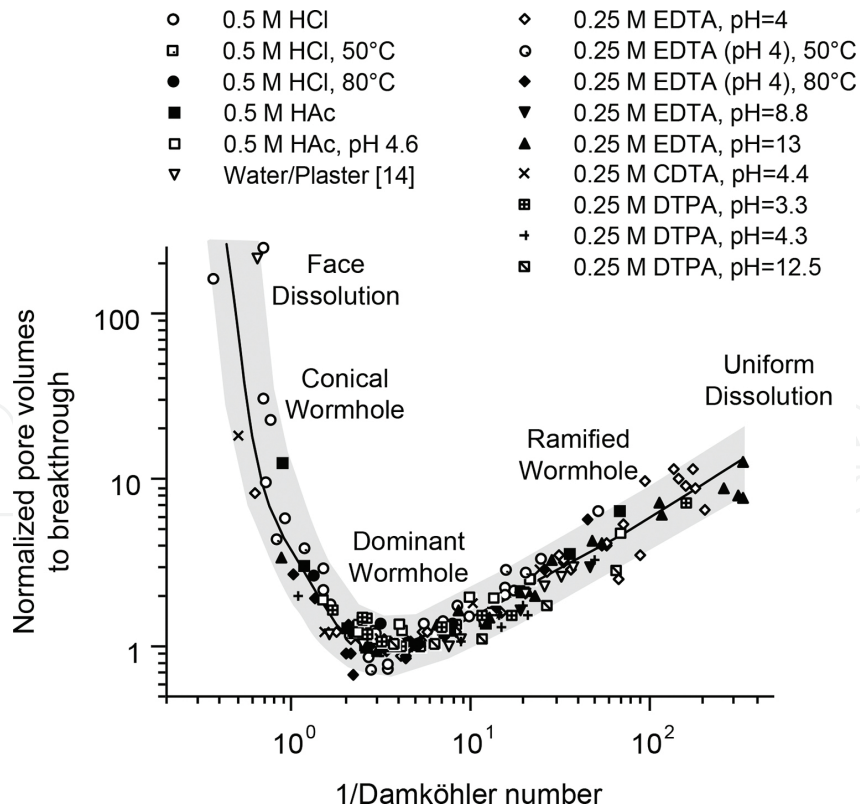 0.5 M HCl
0.5 M HCl, 50°C
0.5 M HCl, 80°C
0.5 M HAc
0.5 M HAc, pH 4.6
Water/Plaster [14]
0.25 M EDTA, pH=4
0.25 M EDTA (pH 4), 50°C
0.25 M EDTA (pH 4), 80°C
0.25 M EDTA, pH=8.8
0.25 M EDTA, pH=13
0.25 M CDTA, pH=4.4
0.25 M DTPA, pH=3.3
0.25 M DTPA, pH=4.3
0.25 M DTPA, pH=12.5
Normalized pore volumes
to breakthrough
100
10
1
Face
Dissolution
Conical
Wormhole
Dominant
Wormhole
Ramified
Wormhole
Uniform
Dissolution
10⁰
10¹
10²
1/Damköhler number